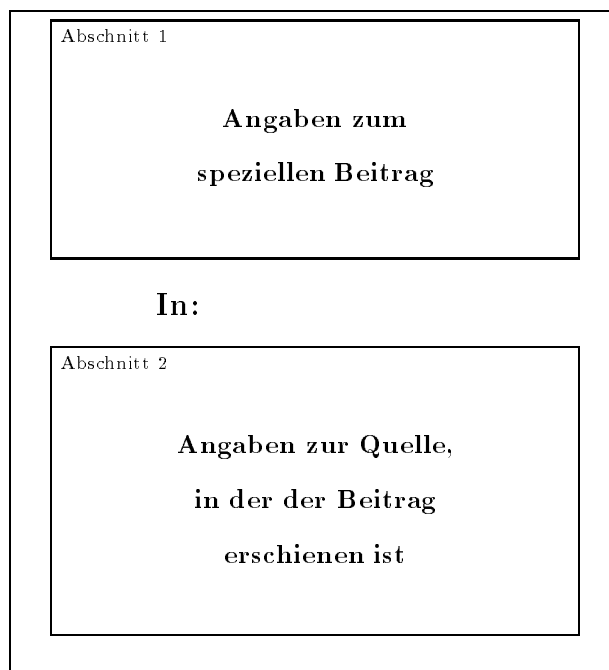 Abschnitt 1
Angaben zum
speziellen Beitrag
In:
Abschnitt 2
Angaben zur Quelle,
in der der Beitrag
erschienen ist